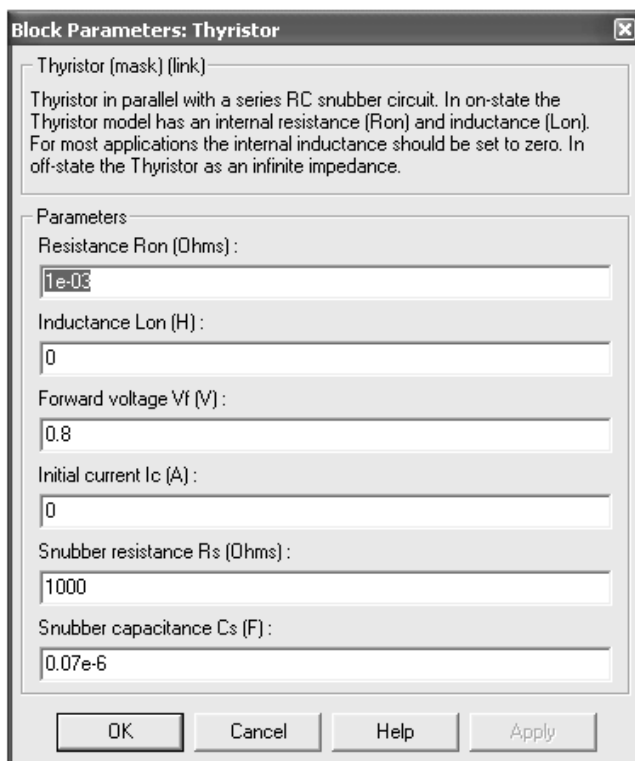 Block Parameters: Thyristor
Thyristor (mask) (link)
Thyristor in parallel with a series RC snubber circuit. In on-state the
Thyristor model has an internal resistance (Ron) and inductance (Lon).
For most applications the internal inductance should be set to zero. In
off-state the Thyristor as an infinite impedance.
Parameters
Resistance Ron (Ohms) :
1e-03
Inductance Lon (H) :
0
Forward voltage Vf (V) :
0.8
Initial current Ic (A) :
0
Snubber resistance Rs (Ohms) :
1000
Snubber capacitance Cs (F) :
0.07e-6
OK Cancel Help Apply